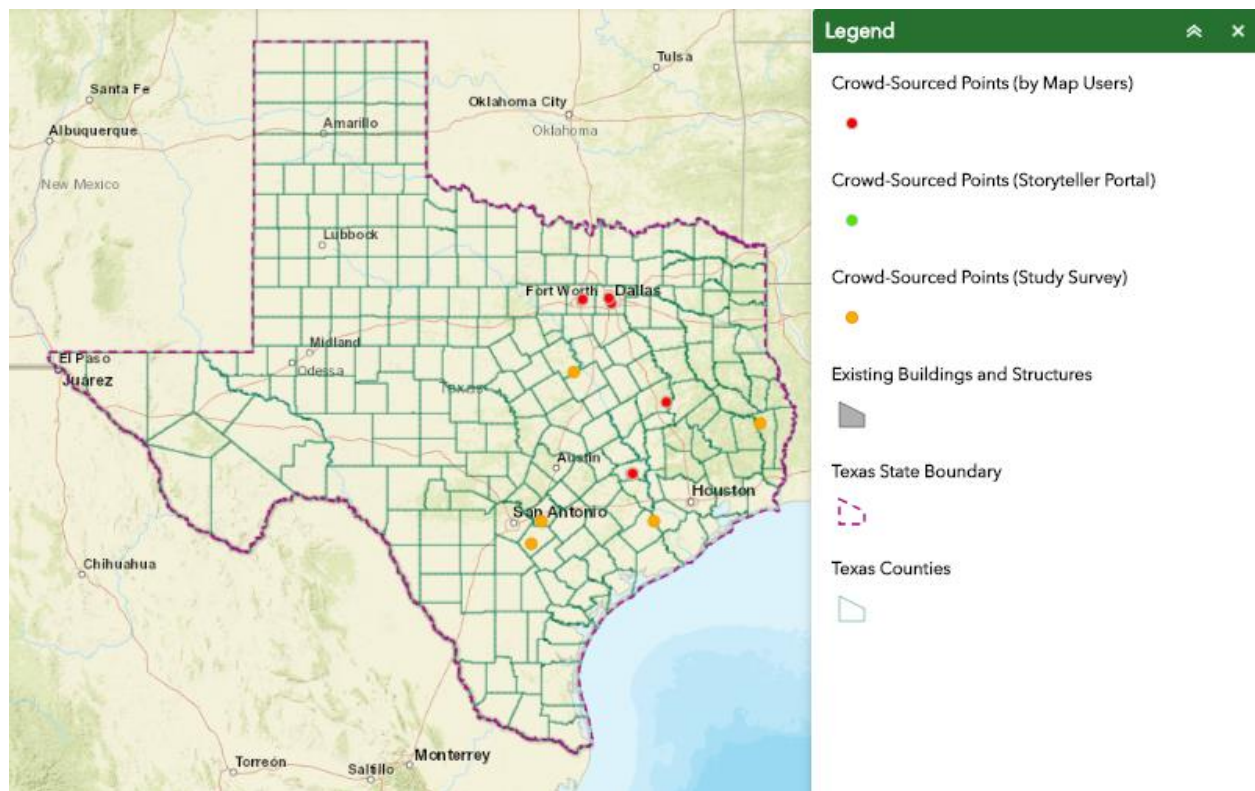 Tulsa
Santa Fe
Oklahoma City
Oklahoma
Albuquerque
Amarillo
New Mexico
Lubbock
Fort Worth
Dallas
Midland
Odessa
El Paso
Juárez
Texas
Austin
Houston
San Antonio
Chihuahua
Monterrey
Torreón
Saltillo
Legend
Crowd-Sourced Points (by Map Users)
Crowd-Sourced Points (Storyteller Portal)
Crowd-Sourced Points (Study Survey)
Existing Buildings and Structures
Texas State Boundary
Texas Counties